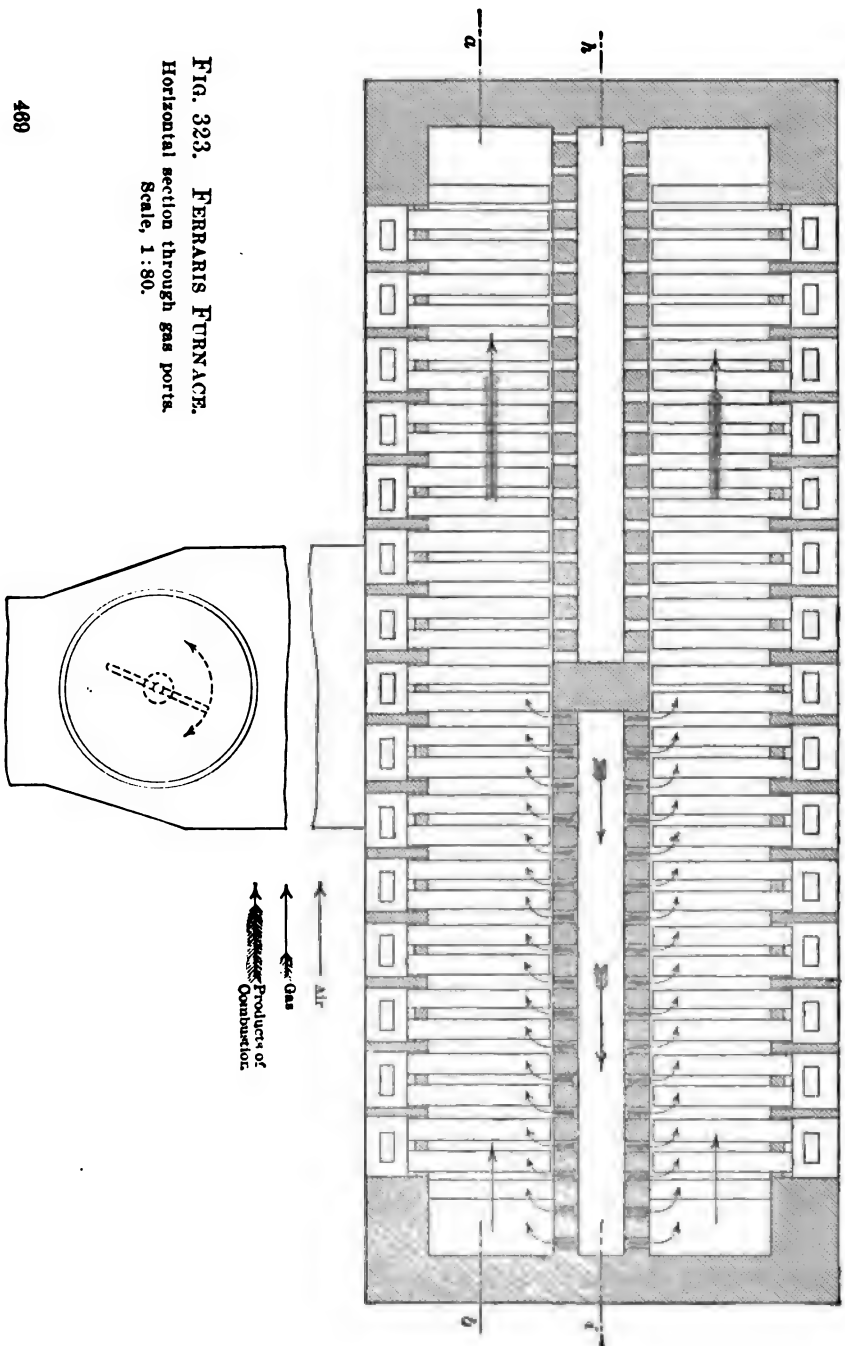 a
h
FIG. 323. FERRARIS FURNACE.
Horizontal section through gas ports.
Scale, 1:80.
469
Air
Gas
Products of
Combustion
b
i